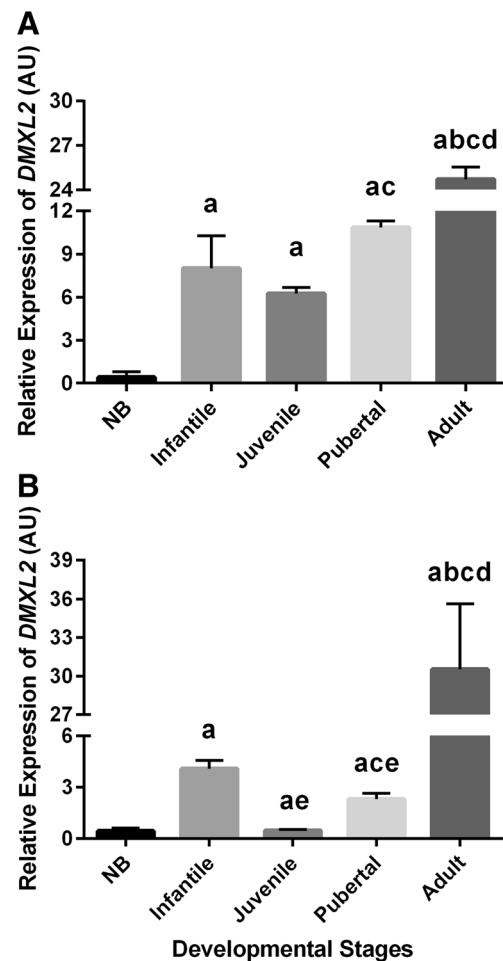 A
Relative Expression of DMXL2 (AU)
30
27
24
12
9
6
3
0
a
a
ac
abcd
NB
Infantile
Juvenile
Pubertal
Adult
B
Relative Expression of DMXL2 (AU)
39
36
33
30
27
6
3
0
a
ae
ace
abcd
NB
Infantile
Juvenile
Pubertal
Adult
Developmental Stages